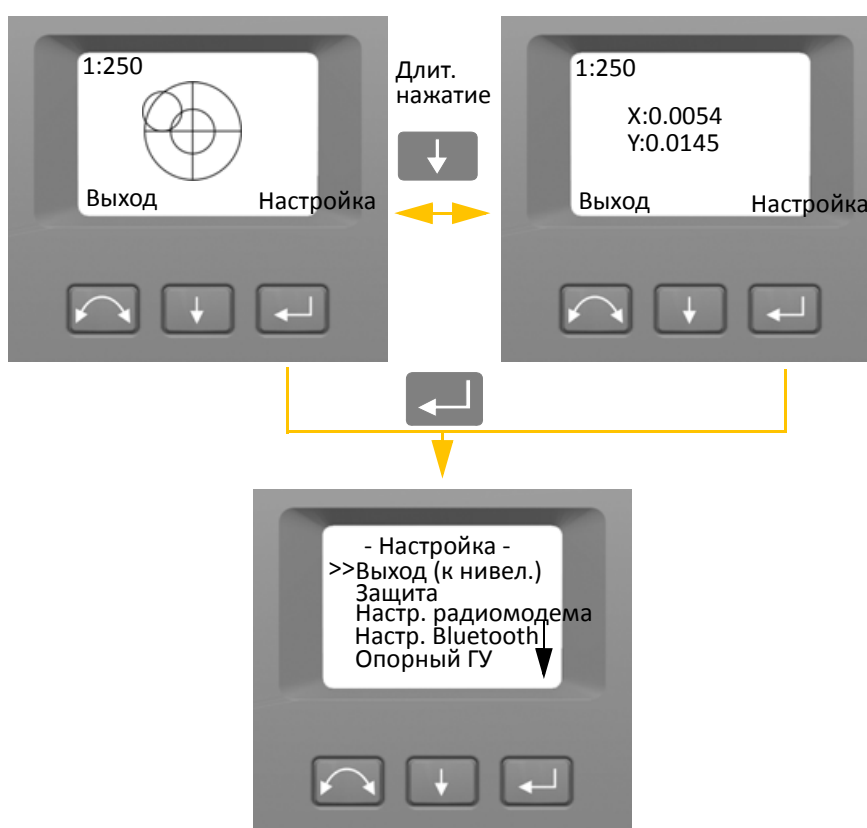 1:250
Выход
Настройка
Длит.
нажатие
1:250
X:0.0054
Y:0.0145
Выход
Настройка
- Настройка -
>>Выход (к нивел.)
Защита
Настр. радиомодема
Настр. Bluetooth
Опорный ГУ